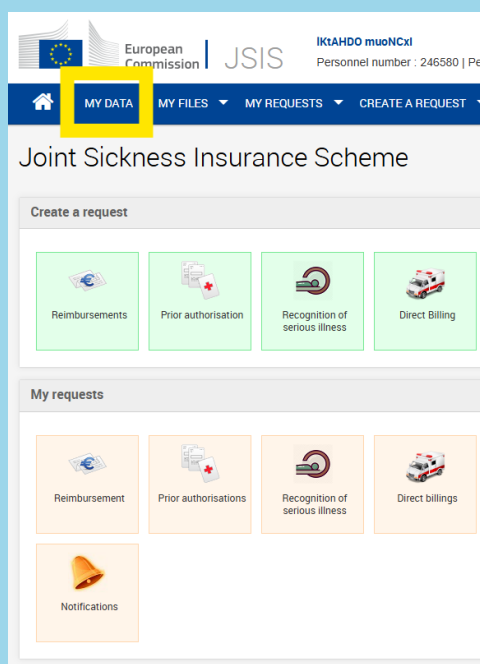 European
Commission
JSIS
lKtAHDO muoNCxl
Personnel number : 246580 |
MY DATA
MY FILES
MY REQUESTS
CREATE A REQUEST
Joint Sickness Insurance Scheme
Create a request
Reimbursements
Prior authorisation
Recognition of
serious illness
Direct Billing
My requests
Reimbursement
Prior authorisations
Recognition of
serious illness
Direct billings
Notifications